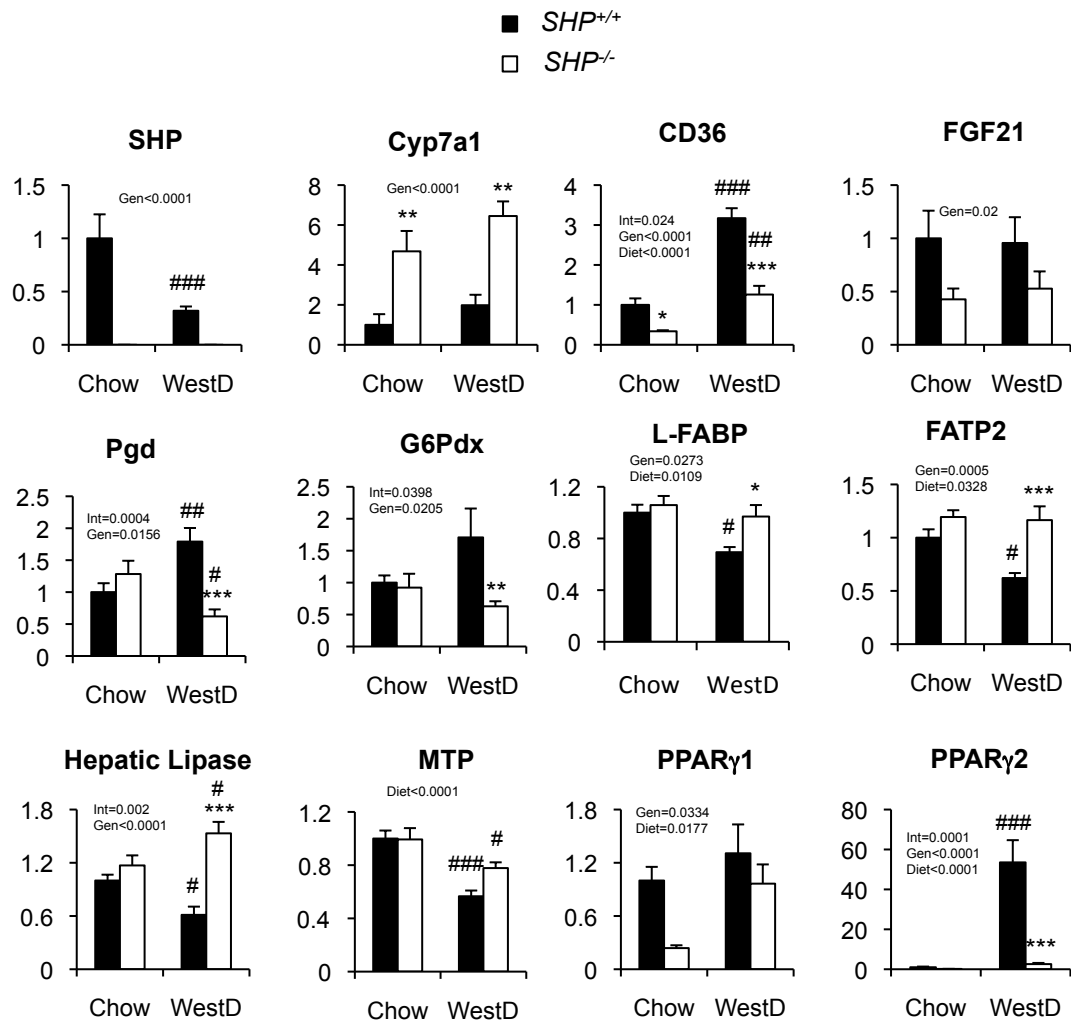 SHP+/+
SHP-/-
SHP
1.5
1
0.5
0
Gen<0.0001
###
Chow WestD
Cyp7a1
8
6
4
2
0
Gen<0.0001
**
**
Chow WestD
CD36
4
3
2
1
0
Int=0.024
Gen<0.0001
Diet<0.0001
###
##
***
*
Chow WestD
FGF21
1.5
1
0.5
0
Gen=0.02
Chow WestD
Pgd
2.5
2
1.5
1
0.5
0
Int=0.0004
Gen=0.0156
##
#
***
Chow WestD
G6Pdx
2.5
2
1.5
1
0.5
0
Int=0.0398
Gen=0.0205
**
Chow WestD
L-FABP
1.2
0.8
0.4
0
Gen=0.0273
Diet=0.0109
*
#
Chow WestD
FATP2
1.5
1
0.5
0
Gen=0.0005
Diet=0.0328
***
#
Chow WestD
Hepatic Lipase
1.8
1.2
0.6
0
Int=0.002
Gen<0.0001
#
***
#
Chow WestD
MTP
1.2
0.8
0.4
0
Diet<0.0001
###
#
Chow WestD
PPARγ1
1.8
1.2
0.6
0
Gen=0.0334
Diet=0.0177
Chow WestD
PPARγ2
80
60
40
20
0
Int=0.0001
Gen<0.0001
Diet<0.0001
###
***
Chow WestD